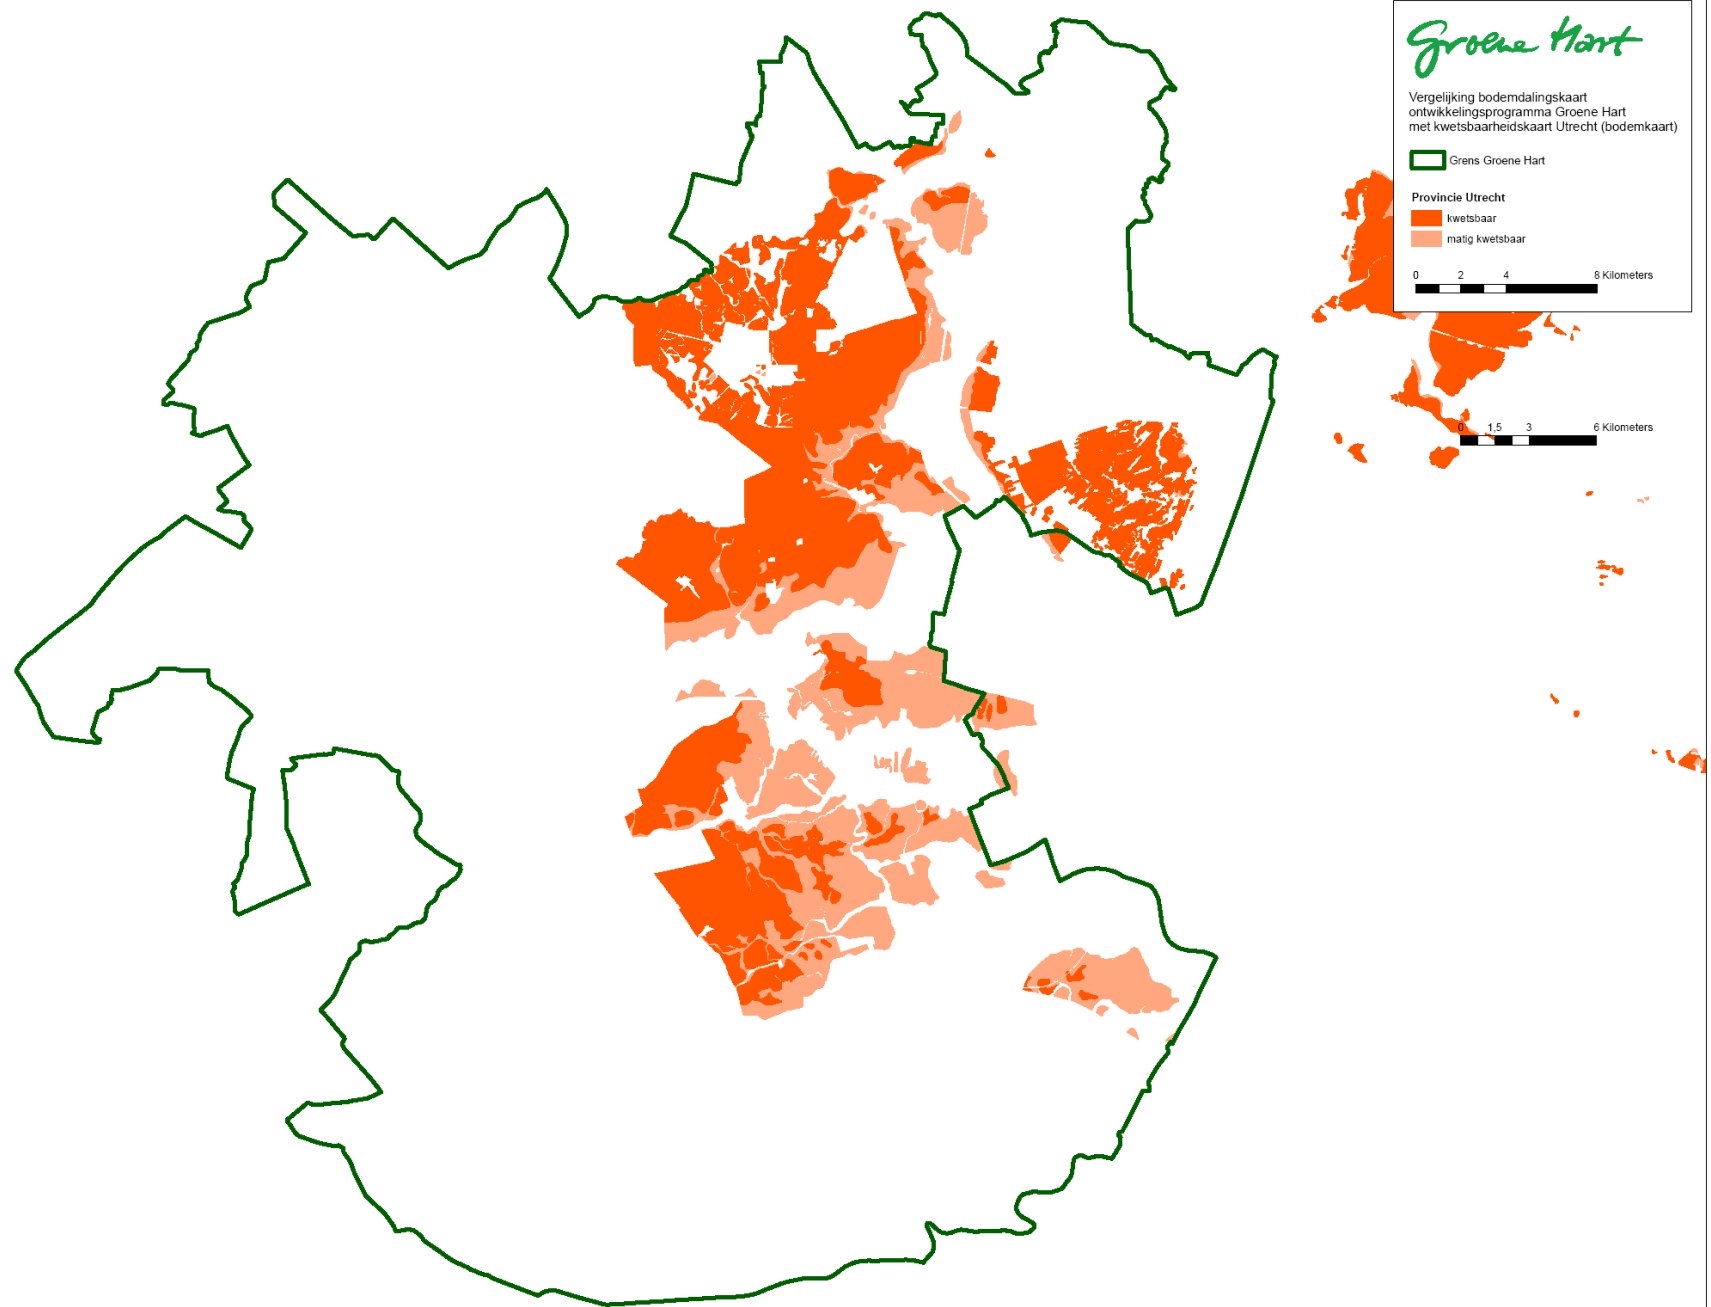 Groene Hart
Vergelijking bodemdalingskaart
ontwikkelingsprogramma Groene Hart
met kwetsbaarheidskaart Utrecht (bodemkaart)
Grens Groene Hart
Provincie Utrecht
kwetsbaar
matig kwetsbaar
0 2 4 8 Kilometers
0 1,5 3 6 Kilometers